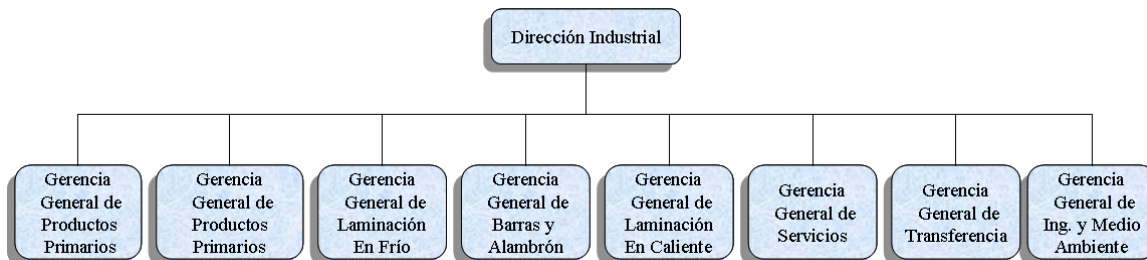 Dirección Industrial
Gerencia
General de
Productos
Primarios
Gerencia
General de
Productos
Primarios
Gerencia
General de
Laminación
En Frío
Gerencia
General de
Barras y
Alambrón
Gerencia
General de
Laminación
En Caliente
Gerencia
General de
Servicios
Gerencia
General de
Transferencia
Gerencia
General de
Ing. y Medio
Ambiente